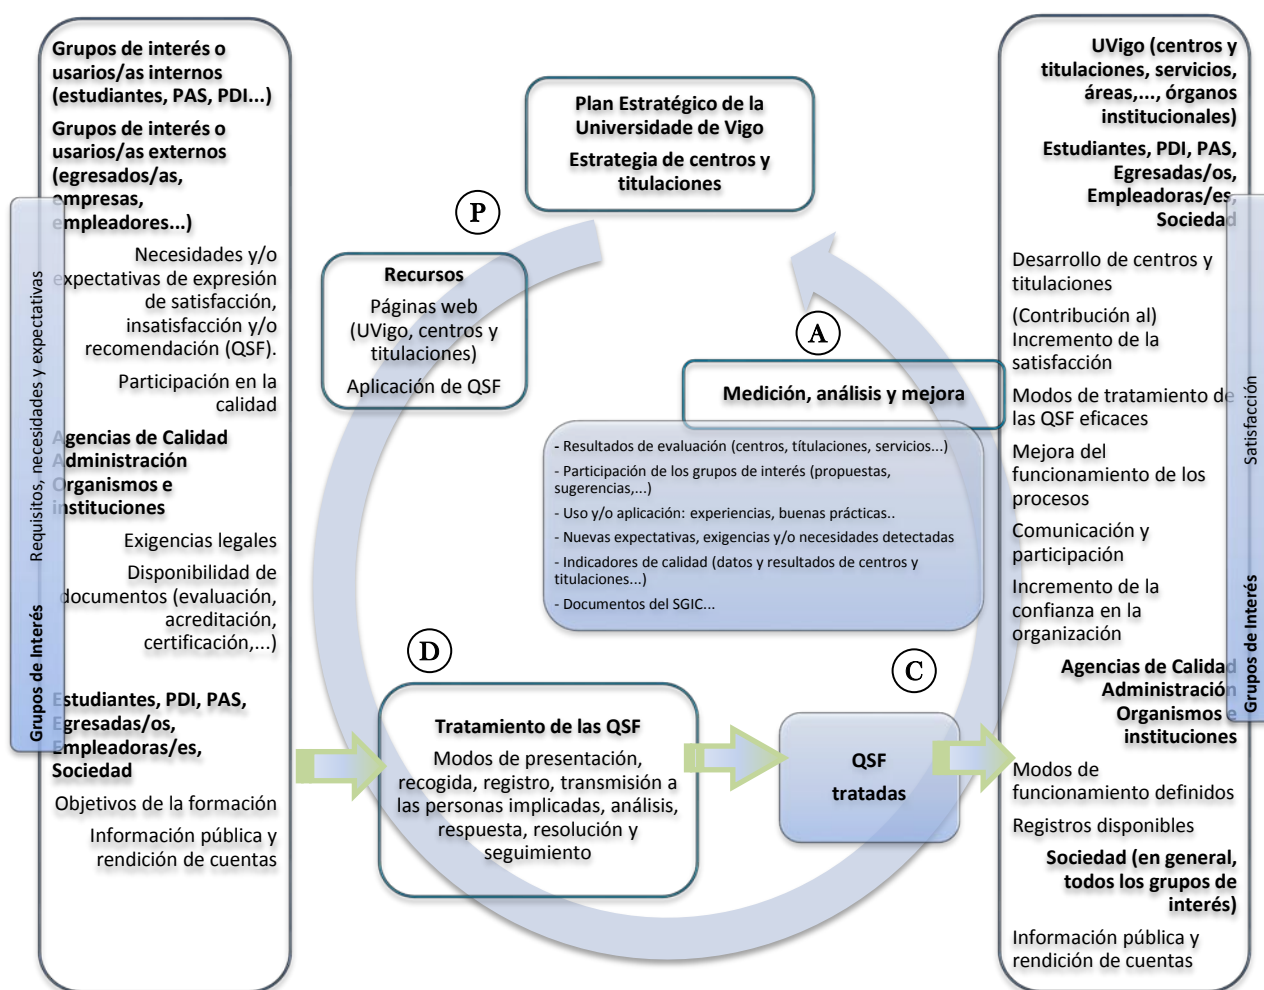 Grupos de interés o
usarios/as internos
(estudiantes, PAS, PDI...)
Grupos de interés o
usarios/as externos
(egresados/as,
empresas,
empleadores...)
Necesidades y/o
expectativas de expresión
de satisfacción,
insatisfacción y/o
recomendación (QSF).
Participación en la
calidad
Agencias de Calidad
Administración
Organismos e
instituciones
Exigencias legales
Disponibilidad de
documentos (evaluación,
acreditación,
certificación,...)
Estudiantes, PDI, PAS,
Egresadas/os,
Empleadoras/es,
Sociedad
Objetivos de la formación
Información pública y
rendición de cuentas
Grupos de Interés
Requisitos, necesidades y expectativas
Plan Estratégico de la
Universidade de Vigo
Estrategia de centros y
titulaciones
P
Recursos
Páginas web
(UVigo, centros y
titulaciones)
Aplicación de QSF
A
Medición, análisis y mejora
- Resultados de evaluación (centros, títulaciones, servicios...)
- Participación de los grupos de interés (propuestas,
sugerencias,...)
- Uso y/o aplicación: experiencias, buenas prácticas..
- Nuevas expectativas, exigencias y/o necesidades detectadas
- Indicadores de calidad (datos y resultados de centros y
titulaciones...)
- Documentos del SGIC...
D
Tratamiento de las QSF
Modos de presentación,
recogida, registro, transmisión a
las personas implicadas, análisis,
respuesta, resolución y
seguimiento
C
QSF
tratadas
UVigo (centros y
titulaciones, servicios,
áreas,..., órganos
institucionales)
Estudiantes, PDI, PAS,
Egresadas/os,
Empleadoras/es,
Sociedad
Desarrollo de centros y
titulaciones
(Contribución al)
Incremento de la
satisfacción
Modos de tratamiento de
las QSF eficaces
Mejora del
funcionamiento de los
procesos
Comunicación y
participación
Incremento de la
confianza en la
organización
Agencias de Calidad
Administración
Organismos e
instituciones
Modos de
funcionamiento definidos
Registros disponibles
Sociedad (en general,
todos los grupos de
interés)
Información pública y
rendición de cuentas
Grupos de Interés
Satisfacción